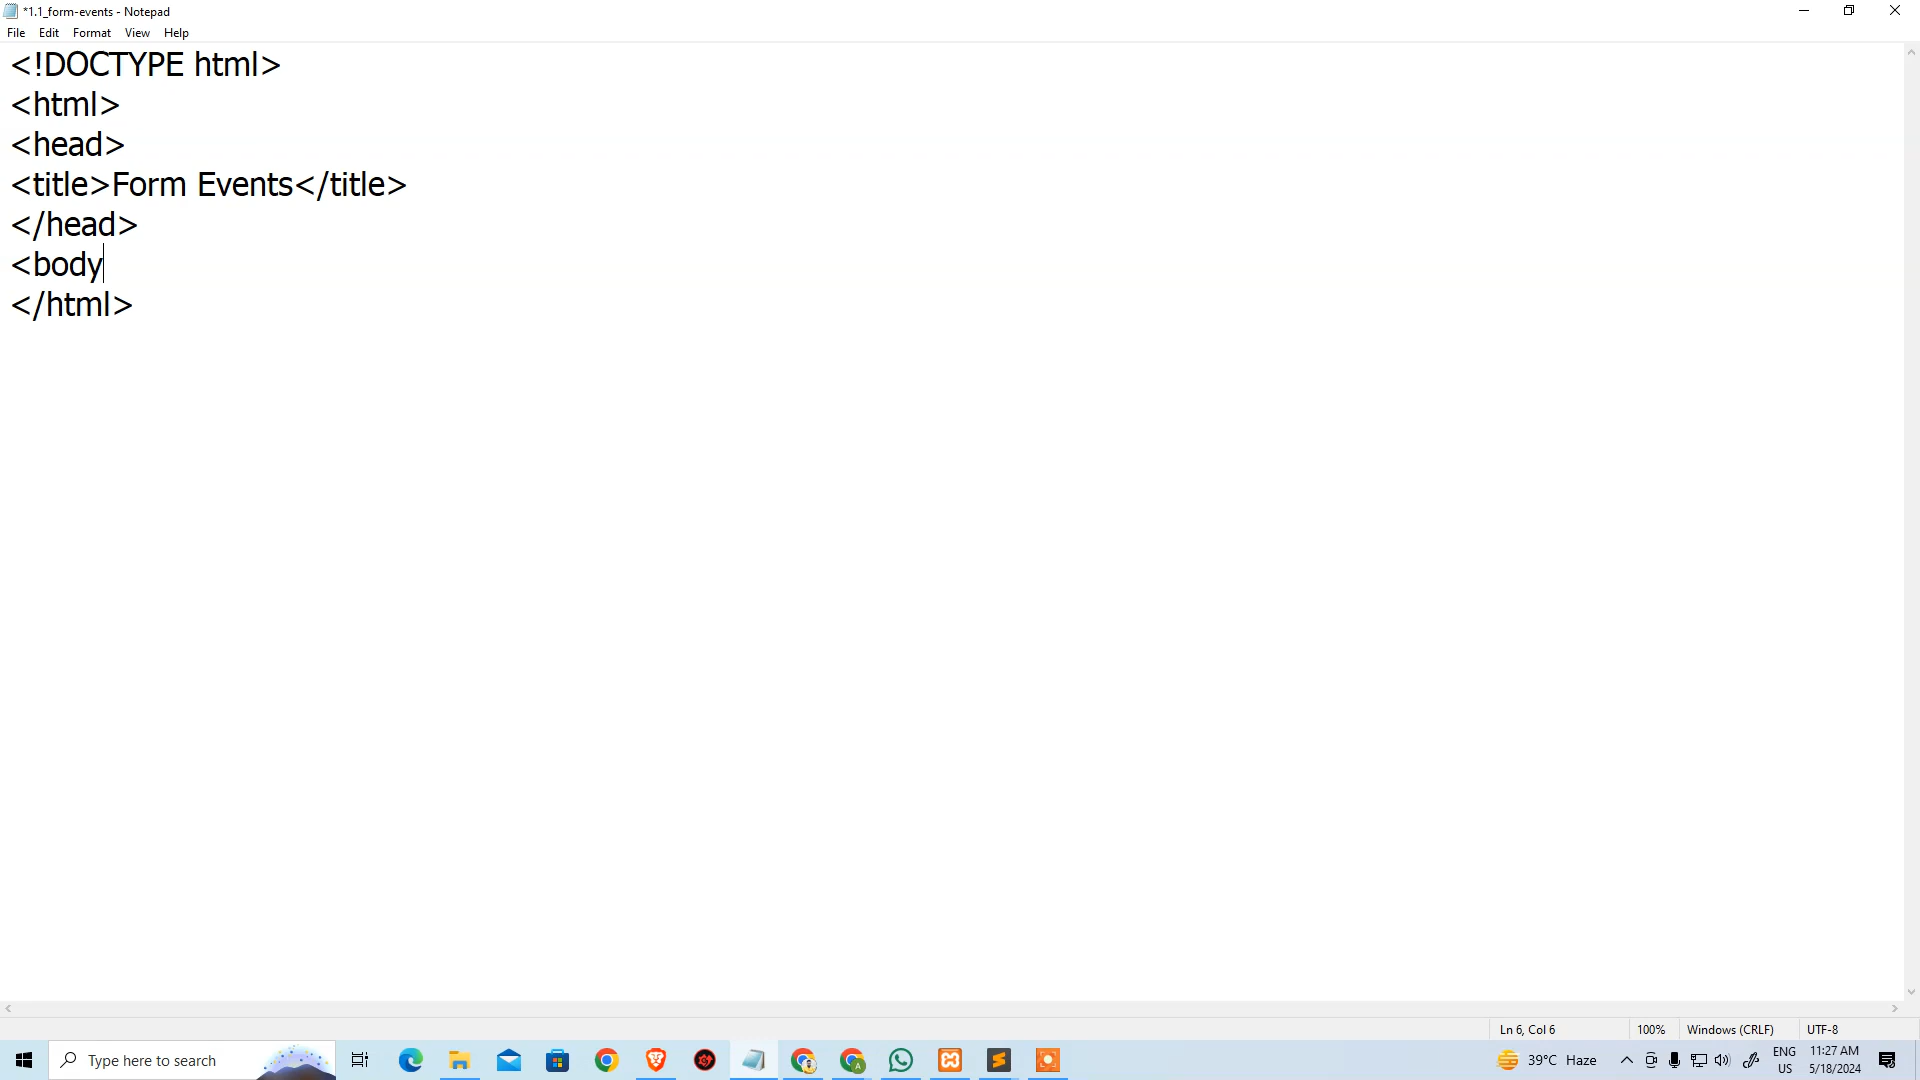 *1.1_form-events - Notepad
File Edit Format View Help
<!DOCTYPE html>
<html>
<head>
<title>Form Events</title>
</head>
<body
</html>
Ln 6, Col 6 100% Windows (CRLF) UTF-8
Type here to search 39°C Haze ENG US 11:27 AM 5/18/2024